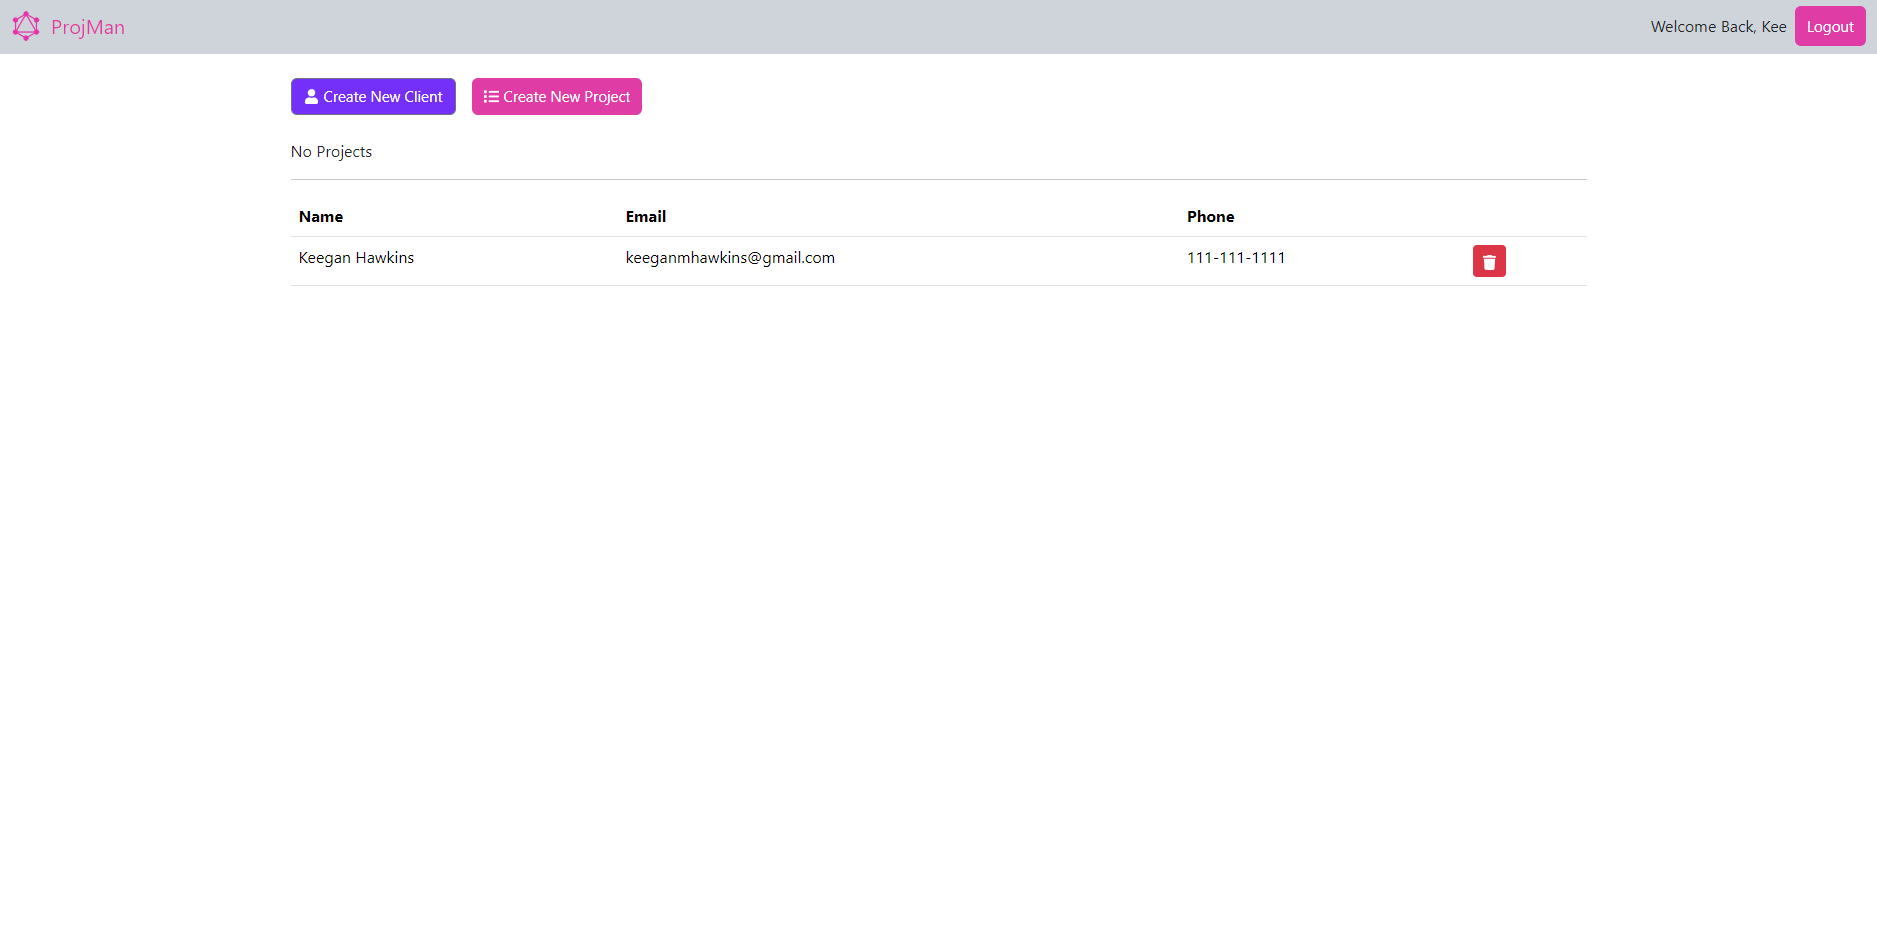 ProjMan
Welcome Back, Kee
Logout
Create New Client
Create New Project
No Projects
Name Email Phone
Keegan Hawkins keeganmhawkins@gmail.com 111-111-1111